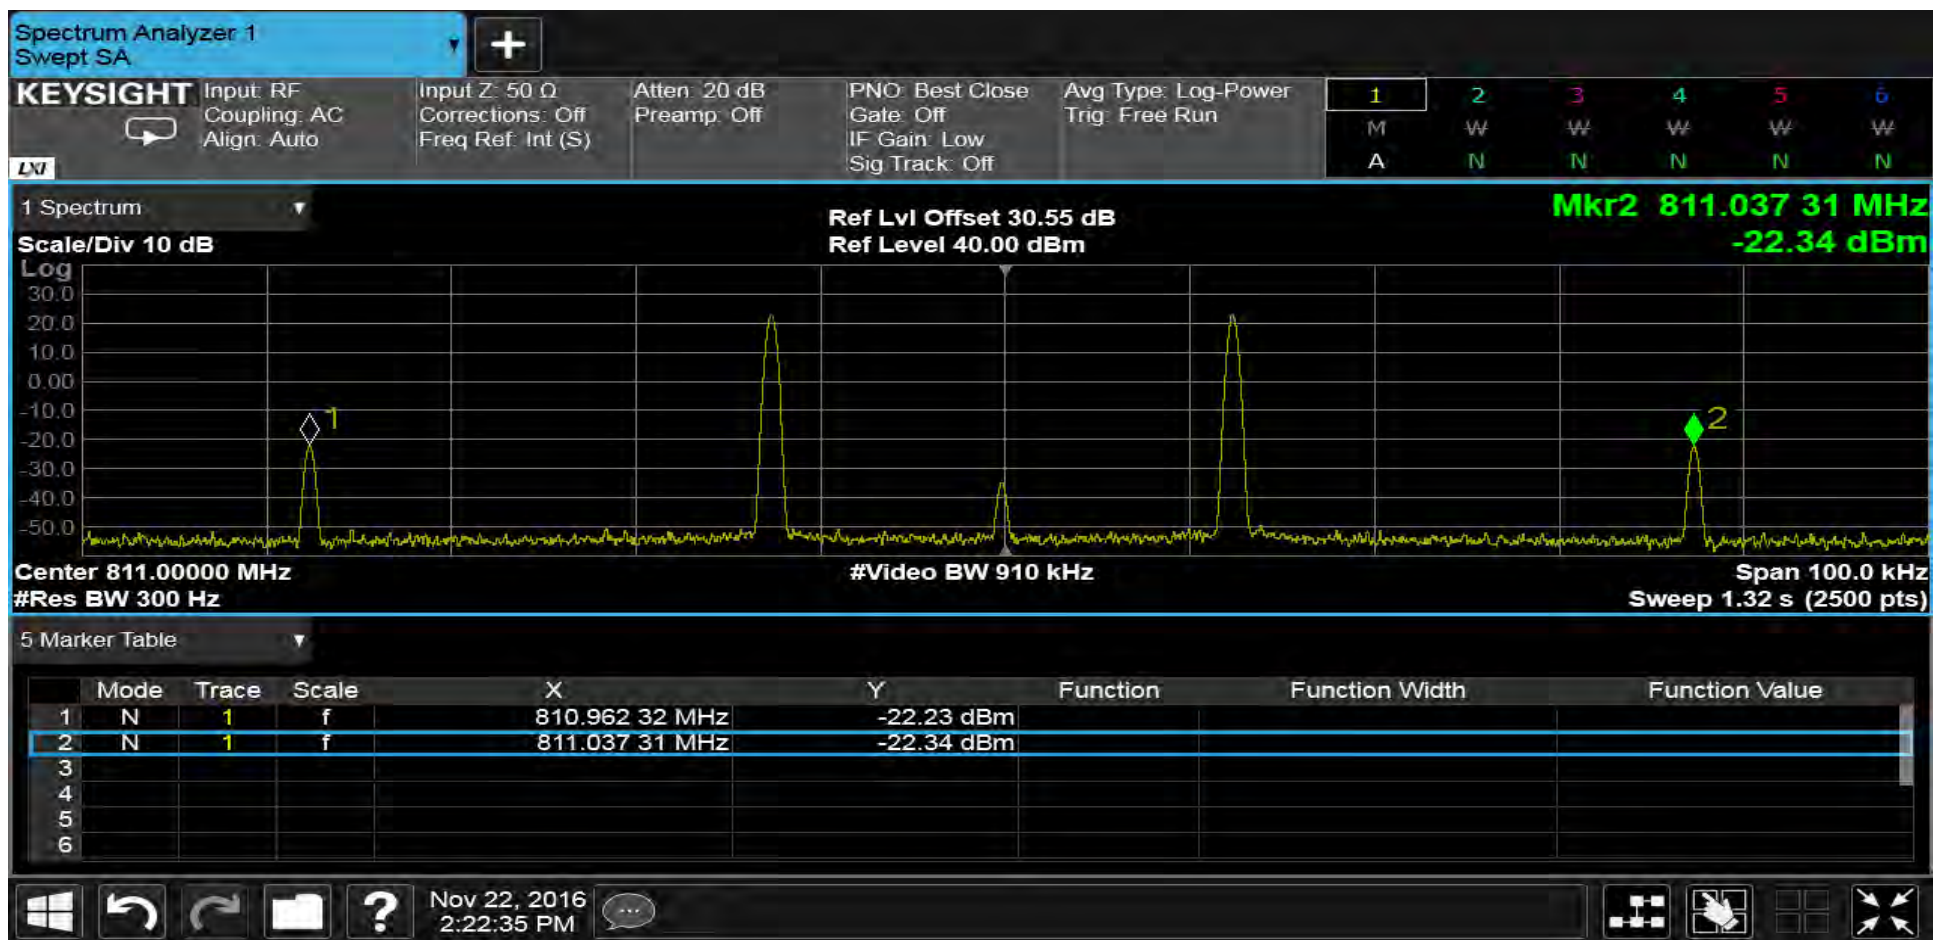 Spectrum Analyzer 1
Swept SA
KEYSIGHT
LXI
Input: RF
Coupling: AC
Align: Auto
Input Z: 50 Ω
Corrections: Off
Freq Ref: Int (S)
Atten: 20 dB
Preamp: Off
PNO: Best Close
Gate: Off
IF Gain: Low
Sig Track: Off
Avg Type: Log-Power
Trig: Free Run
1 2 3 4 5 6
M W W W W W
A N N N N N
1 Spectrum
Scale/Div 10 dB
Ref Lvl Offset 30.55 dB
Ref Level 40.00 dBm
Mkr2 811.037 31 MHz
-22.34 dBm
Log
30.0
20.0
10.0
0.00
-10.0
-20.0
-30.0
-40.0
-50.0
1
2
Center 811.00000 MHz
#Video BW 910 kHz
Span 100.0 kHz
#Res BW 300 Hz
Sweep 1.32 s (2500 pts)
5 Marker Table
Mode Trace Scale X Y Function Function Width Function Value
1 N 1 f 810.962 32 MHz -22.23 dBm
2 N 1 f 811.037 31 MHz -22.34 dBm
3
4
5
6
?
Nov 22, 2016
2:22:35 PM